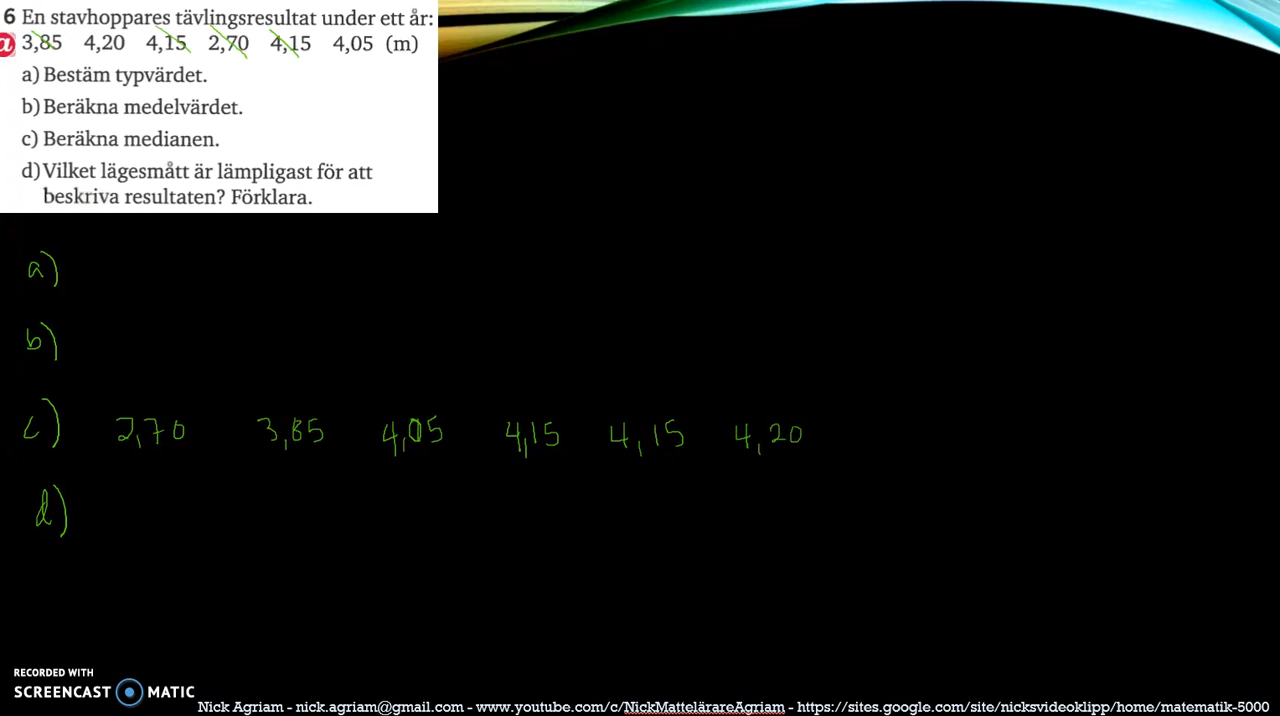 6 En stavhoppares tävlingsresultat under ett år:
a 3,85 4,20 4,15 2,70 4,15 4,05 (m)
a) Bestäm typvärdet.
b) Beräkna medelvärdet.
c) Beräkna medianen.
d) Vilket lägesmått är lämpligast för att
beskriva resultaten? Förklara.
a)
b)
c) 2,70 3,85 4,05 4,15 4,15 4,20
d)
RECORDED WITH
SCREENCAST MATIC
Nick Agriam - nick.agriam@gmail.com - www.youtube.com/c/NickMattelärareAgriam - https://sites.google.com/site/nicksvideoklipp/home/matematik-5000